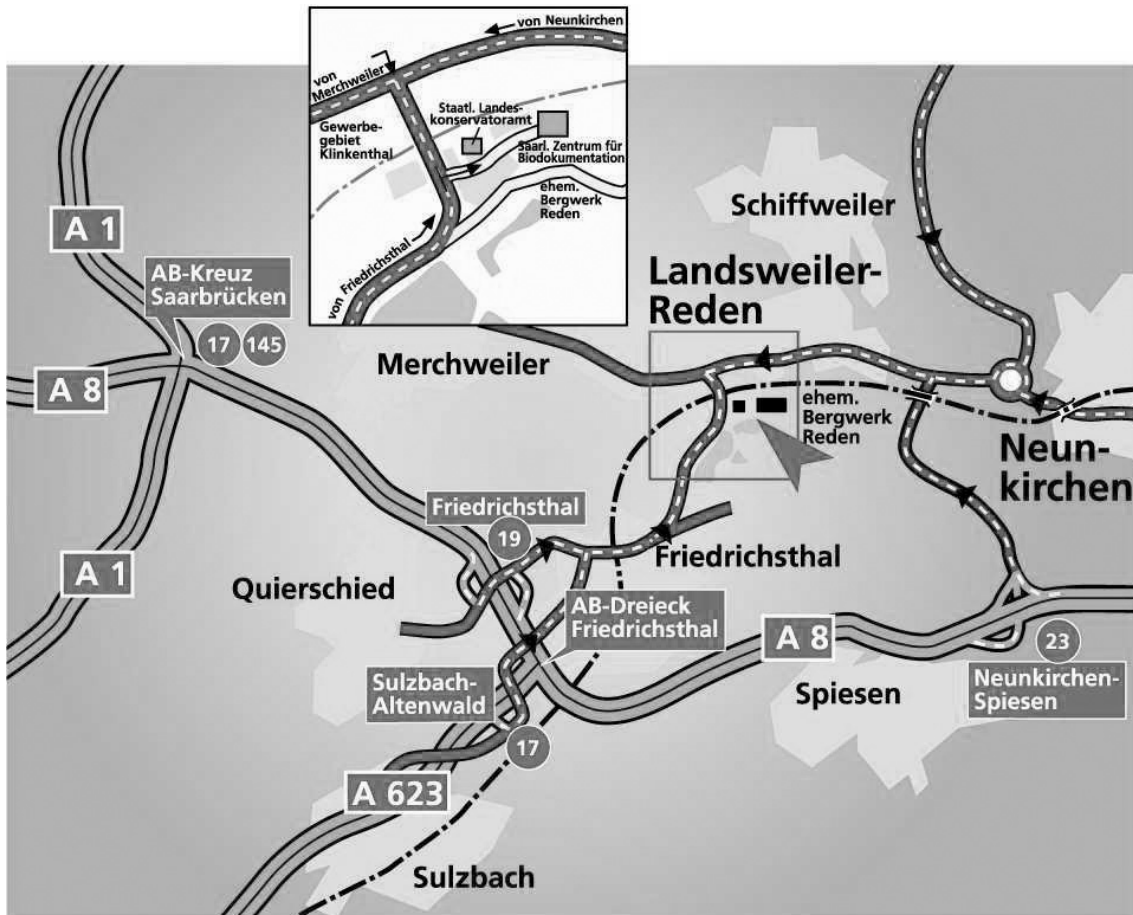 von Neunkirchen
von
Merchweiler
Staatl. Landes-
konservatoramt
Gewerbe-
gebiet
Klinkenthal
Saarl. Zentrum für
Biodokumentation
ehem.
Bergwerk
Reden
von Friedrichsthal
A 1
AB-Kreuz
Saarbrücken
17
145
A 8
Schiffweiler
Landsweiler-
Reden
Merchweiler
ehem.
Bergwerk
Reden
Neun-
kirchen
Friedrichsthal
19
Friedrichsthal
A 1
Quierschied
AB-Dreieck
Friedrichsthal
A 8
23
Neunkirchen-
Spiesen
Sulzbach-
Altenwald
Spiesen
17
A 623
Sulzbach